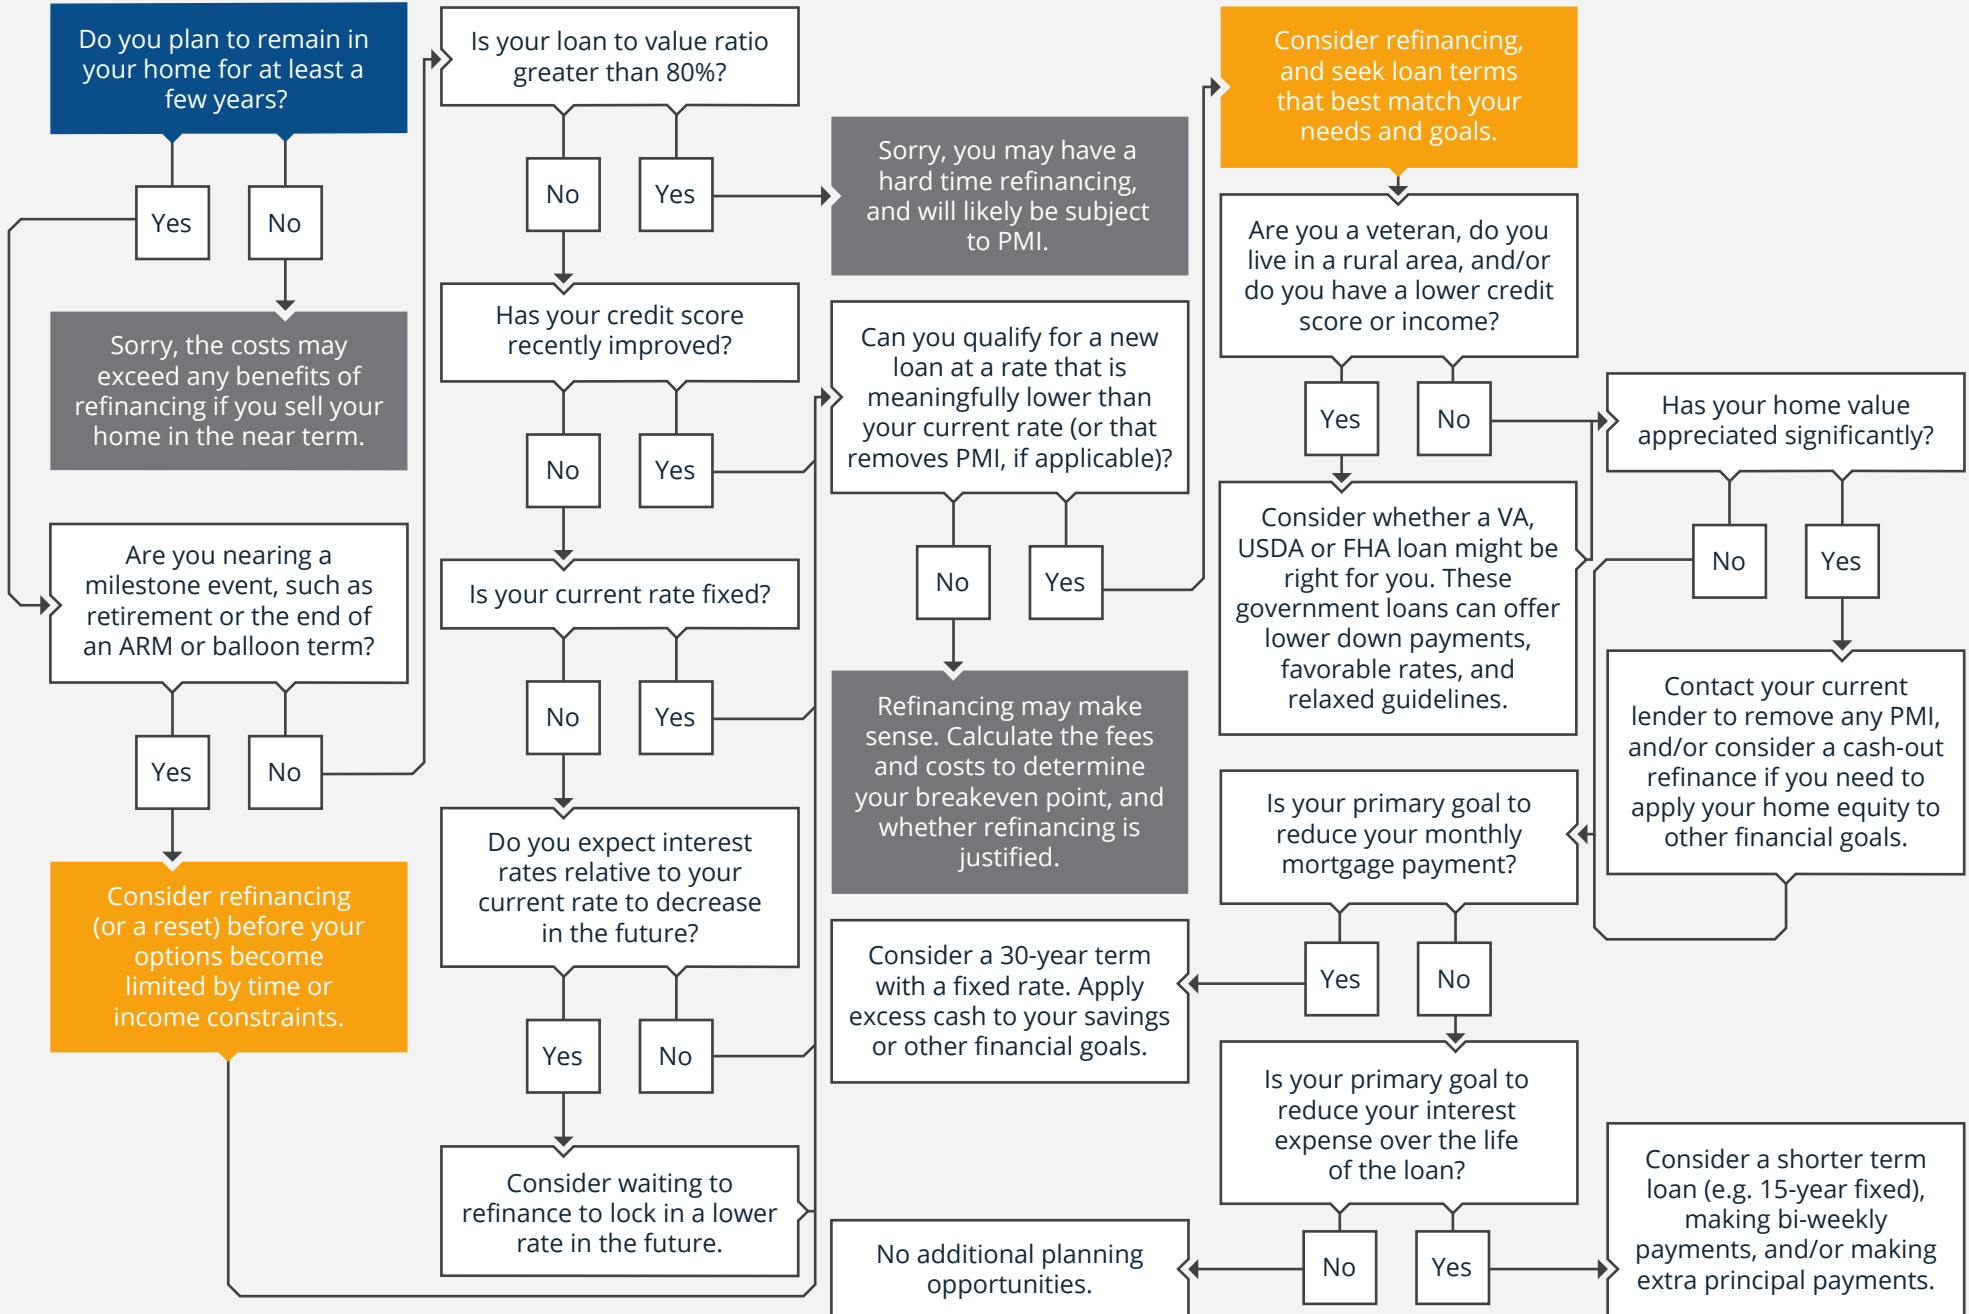 Do you plan to remain in
your home for at least a
few years?
Yes
No
Sorry, the costs may
exceed any benefits of
refinancing if you sell your
home in the near term.
Are you nearing a
milestone event, such as
retirement or the end of
an ARM or balloon term?
Yes
No
Consider refinancing
(or a reset) before your
options become
limited by time or
income constraints.
Is your loan to value ratio
greater than 80%?
No
Yes
Sorry, you may have a
hard time refinancing,
and will likely be subject
to PMI.
Has your credit score
recently improved?
No
Yes
Is your current rate fixed?
No
Yes
Do you expect interest
rates relative to your
current rate to decrease
in the future?
Yes
No
Consider waiting to
refinance to lock in a lower
rate in the future.
Can you qualify for a new
loan at a rate that is
meaningfully lower than
your current rate (or that
removes PMI, if applicable)?
No
Yes
Refinancing may make
sense. Calculate the fees
and costs to determine
your breakeven point, and
whether refinancing is
justified.
Consider refinancing,
and seek loan terms
that best match your
needs and goals.
Are you a veteran, do you
live in a rural area, and/or
do you have a lower credit
score or income?
Yes
No
Consider whether a VA,
USDA or FHA loan might be
right for you. These
government loans can offer
lower down payments,
favorable rates, and
relaxed guidelines.
Has your home value
appreciated significantly?
No
Yes
Contact your current
lender to remove any PMI,
and/or consider a cash-out
refinance if you need to
apply your home equity to
other financial goals.
Is your primary goal to
reduce your monthly
mortgage payment?
Yes
No
Consider a 30-year term
with a fixed rate. Apply
excess cash to your savings
or other financial goals.
Is your primary goal to
reduce your interest
expense over the life
of the loan?
No
Yes
No additional planning
opportunities.
Consider a shorter term
loan (e.g. 15-year fixed),
making bi-weekly
payments, and/or making
extra principal payments.